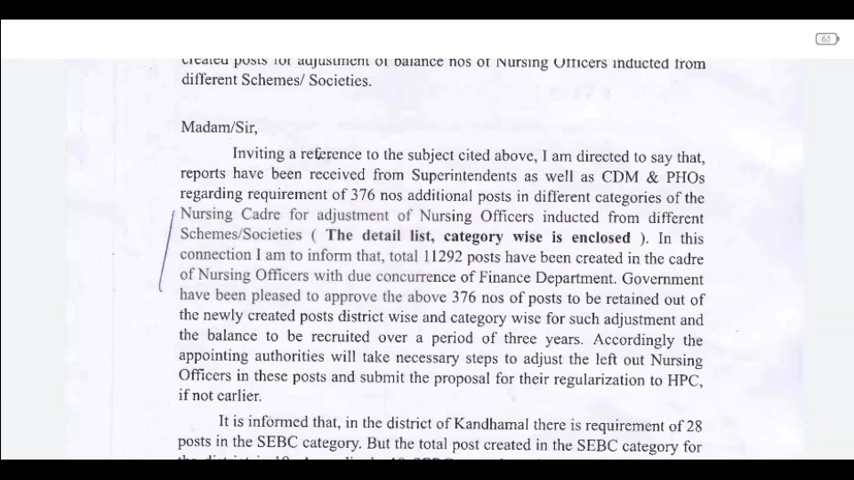 65
created posts for adjustment of balance nos of Nursing Officers inducted from
different Schemes/ Societies.
Madam/Sir,
Inviting a reference to the subject cited above, I am directed to say that,
reports have been received from Superintendents as well as CDM & PHOs
regarding requirement of 376 nos additional posts in different categories of the
Nursing Cadre for adjustment of Nursing Officers inducted from different
Schemes/Societies ( The detail list, category wise is enclosed ). In this
connection I am to inform that, total 11292 posts have been created in the cadre
of Nursing Officers with due concurrence of Finance Department. Government
have been pleased to approve the above 376 nos of posts to be retained out of
the newly created posts district wise and category wise for such adjustment and
the balance to be recruited over a period of three years. Accordingly the
appointing authorities will take necessary steps to adjust the left out Nursing
Officers in these posts and submit the proposal for their regularization to HPC,
if not earlier.
It is informed that, in the district of Kandhamal there is requirement of 28
posts in the SEBC category. But the total post created in the SEBC category for